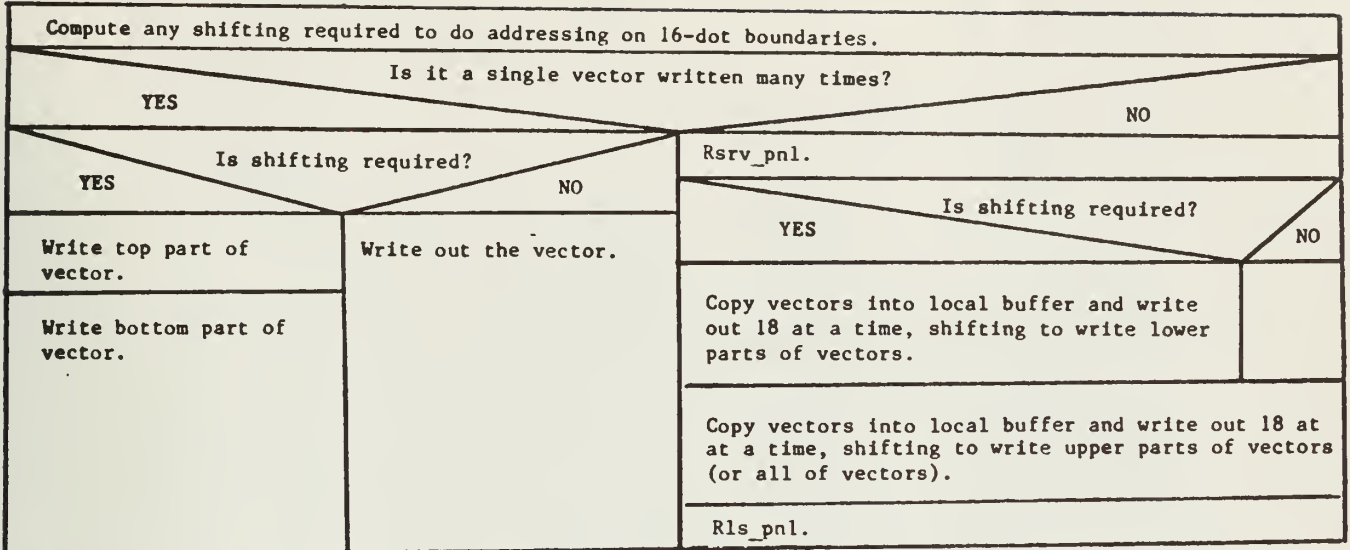 Compute any shifting required to do addressing on 16-dot boundaries.
Is it a single vector written many times?
YES
NO
Is shifting required?
YES
NO
Write top part of
vector.
Write bottom part of
vector.
Write out the vector.
Rsrv_pnl.
Is shifting required?
YES
NO
Copy vectors into local buffer and write
out 18 at a time, shifting to write lower
parts of vectors.
Copy vectors into local buffer and write out 18 at
at a time, shifting to write upper parts of vectors
(or all of vectors).
Rls_pnl.